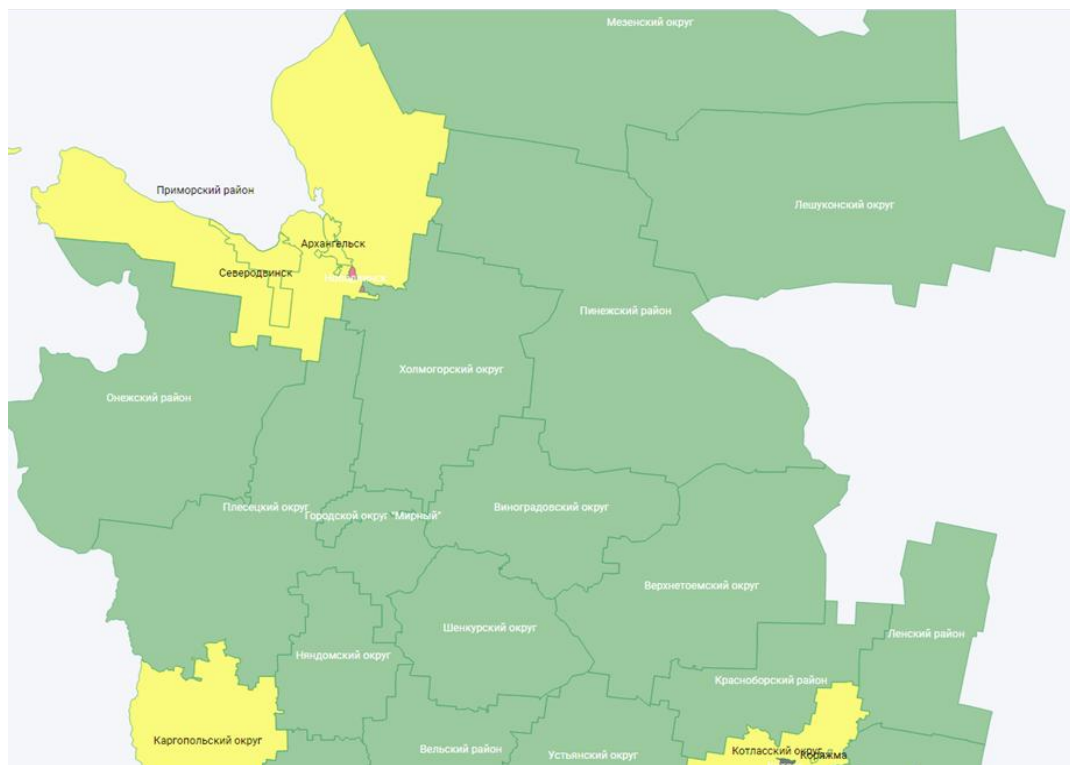 Мезенский округ
Приморский район
Лешуконский округ
Архангельск
Северодвинск
Новодвинск
Пинежский район
Холмогорский округ
Онежский район
Плесецкий округ
Городской округ "Мирный"
Виноградовский округ
Верхнетоемский округ
Шенкурский округ
Ленский район
Няндомский округ
Красноборский район
Каргопольский округ
Вельский район
Устьянский округ
Котласский округ
Коряжма